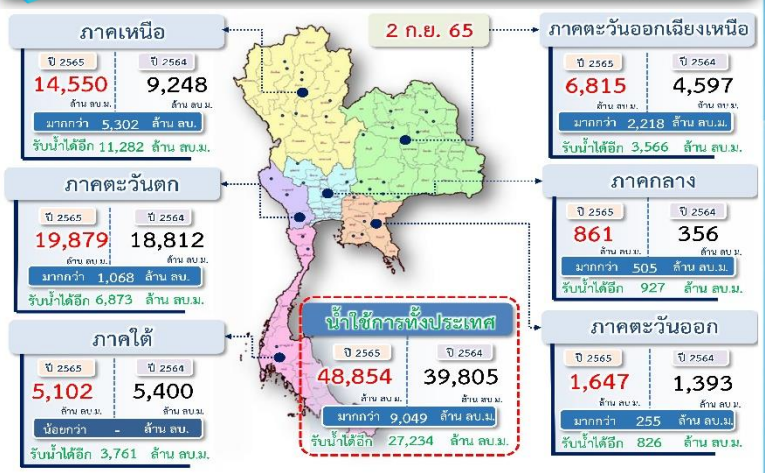 2 ก.ย. 65
ภาคเหนือ
ปี 2565 ปี 2564
14,550 9,248
ล้าน ลบ.ม. ล้าน ลบ.ม.
มากกว่า 5,302 ล้าน ลบ.
รับน้ำได้อีก 11,282 ล้าน ลบ.ม.
ภาคตะวันออกเฉียงเหนือ
ปี 2565 ปี 2564
6,815 4,597
ล้าน ลบ.ม. ล้าน ลบ.ม.
มากกว่า 2,218 ล้าน ลบ.ม.
รับน้ำได้อีก 3,566 ล้าน ลบ.ม.
ภาคตะวันตก
ปี 2565 ปี 2564
19,879 18,812
ล้าน ลบ.ม. ล้าน ลบ.ม.
มากกว่า 1,068 ล้าน ลบ.
รับน้ำได้อีก 6,873 ล้าน ลบ.ม.
ภาคกลาง
ปี 2565 ปี 2564
861 356
ล้าน ลบ.ม. ล้าน ลบ.ม.
มากกว่า 505 ล้าน ลบ.ม.
รับน้ำได้อีก 927 ล้าน ลบ.ม.
ภาคใต้
ปี 2565 ปี 2564
5,102 5,400
ล้าน ลบ.ม. ล้าน ลบ.ม.
น้อยกว่า - ล้าน ลบ.
รับน้ำได้อีก 3,761 ล้าน ลบ.ม.
น้ำใช้การทั้งประเทศ
ปี 2565 ปี 2564
48,854 39,805
ล้าน ลบ.ม. ล้าน ลบ.ม.
มากกว่า 9,049 ล้าน ลบ.ม.
รับน้ำได้อีก 27,234 ล้าน ลบ.ม.
ภาคตะวันออก
ปี 2565 ปี 2564
1,647 1,393
ล้าน ลบ.ม. ล้าน ลบ.ม.
มากกว่า 255 ล้าน ลบ.ม.
รับน้ำได้อีก 826 ล้าน ลบ.ม.